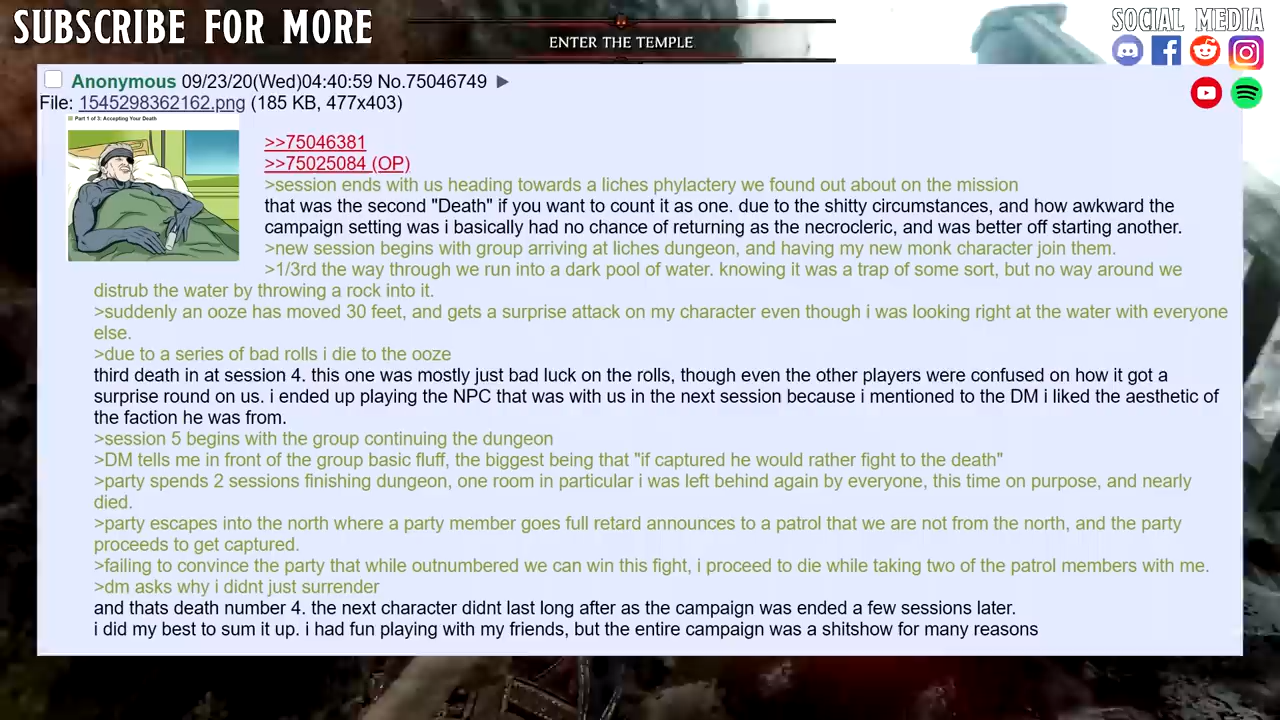 SUBSCRIBE FOR MORE
ENTER THE TEMPLE
SOCIAL MEDIA
Anonymous 09/23/20(Wed)04:40:59 No.75046749 ▶
File: 1545298362162.png (185 KB, 477x403)
Part 1 of 3: Accepting Your Death
>>75046381
>>75025084 (OP)
>session ends with us heading towards a liches phylactery we found out about on the mission
that was the second "Death" if you want to count it as one. due to the shitty circumstances, and how awkward the
campaign setting was i basically had no chance of returning as the necrocleric, and was better off starting another.
>new session begins with group arriving at liches dungeon, and having my new monk character join them.
>1/3rd the way through we run into a dark pool of water. knowing it was a trap of some sort, but no way around we
distrub the water by throwing a rock into it.
>suddenly an ooze has moved 30 feet, and gets a surprise attack on my character even though i was looking right at the water with everyone
else.
>due to a series of bad rolls i die to the ooze
third death in at session 4. this one was mostly just bad luck on the rolls, though even the other players were confused on how it got a
surprise round on us. i ended up playing the NPC that was with us in the next session because i mentioned to the DM i liked the aesthetic of
the faction he was from.
>session 5 begins with the group continuing the dungeon
>DM tells me in front of the group basic fluff, the biggest being that "if captured he would rather fight to the death"
>party spends 2 sessions finishing dungeon, one room in particular i was left behind again by everyone, this time on purpose, and nearly
died.
>party escapes into the north where a party member goes full retard announces to a patrol that we are not from the north, and the party
proceeds to get captured.
>failing to convince the party that while outnumbered we can win this fight, i proceed to die while taking two of the patrol members with me.
>dm asks why i didnt just surrender
and thats death number 4. the next character didnt last long after as the campaign was ended a few sessions later.
i did my best to sum it up. i had fun playing with my friends, but the entire campaign was a shitshow for many reasons